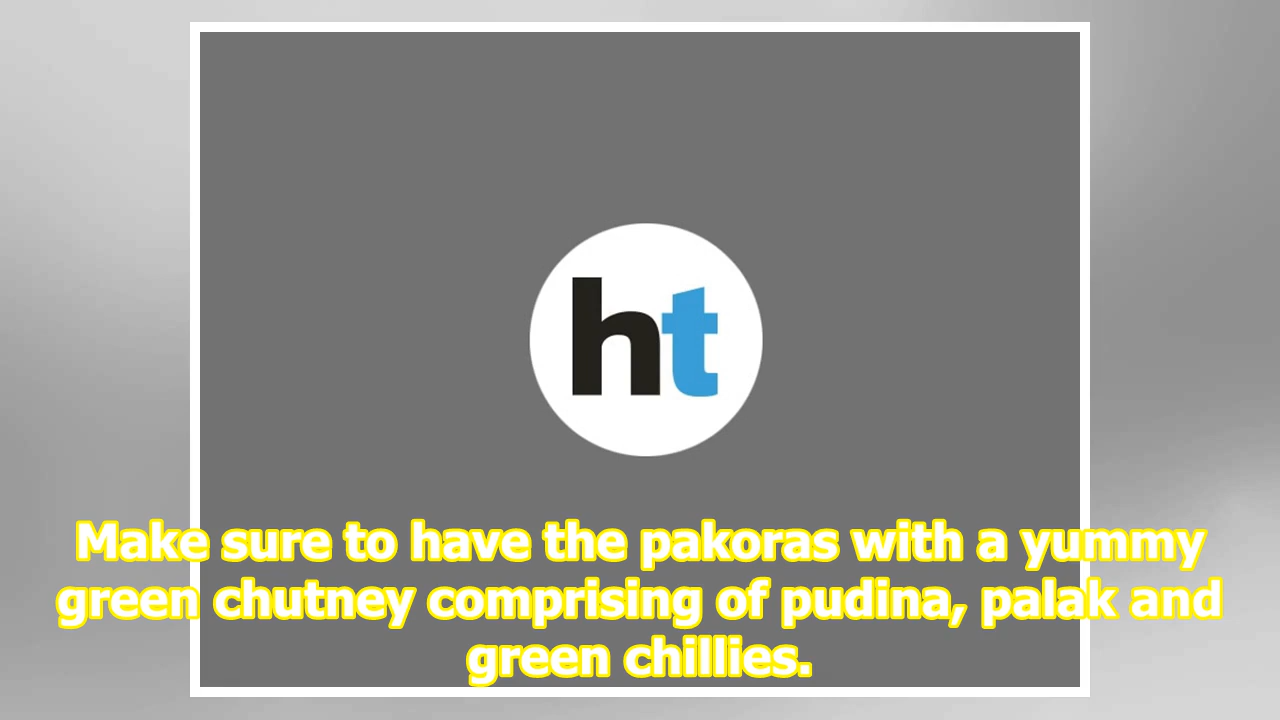 ht
Make sure to have the pakoras with a yummy
green chutney comprising of pudina, palak and
green chillies.